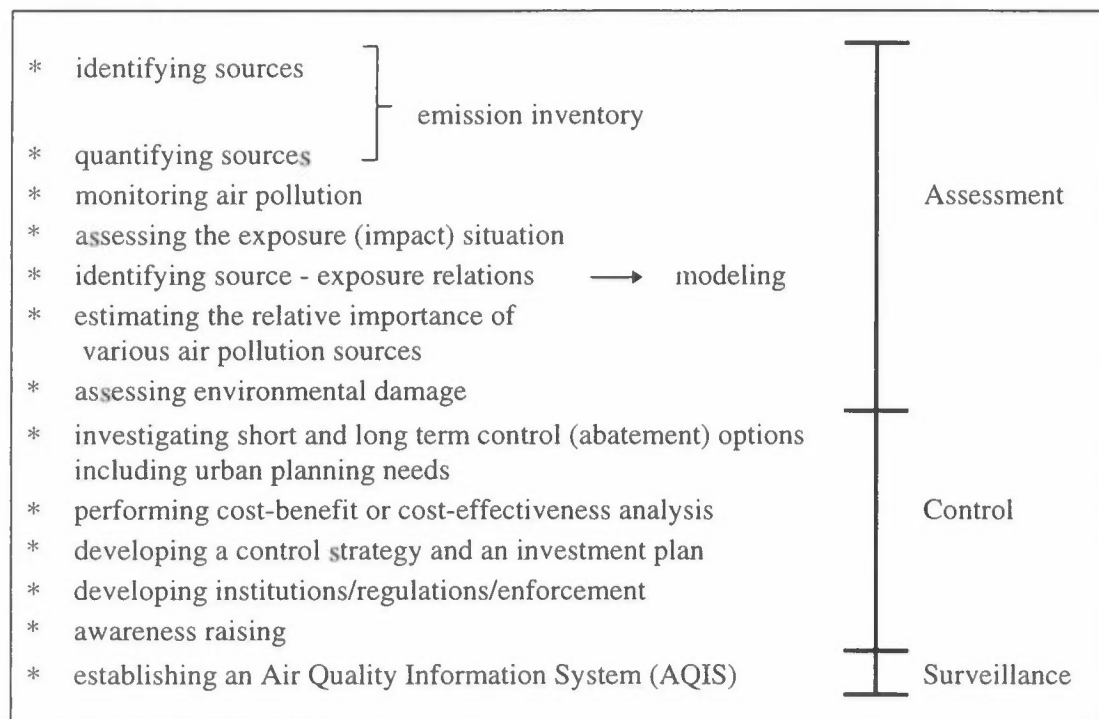 * identifying sources
emission inventory
* quantifying sources
* monitoring air pollution
Assessment
* assessing the exposure (impact) situation
* identifying source - exposure relations → modeling
* estimating the relative importance of
various air pollution sources
* assessing environmental damage
* investigating short and long term control (abatement) options
including urban planning needs
* performing cost-benefit or cost-effectiveness analysis
Control
* developing a control strategy and an investment plan
* developing institutions/regulations/enforcement
* awareness raising
* establishing an Air Quality Information System (AQIS)
Surveillance